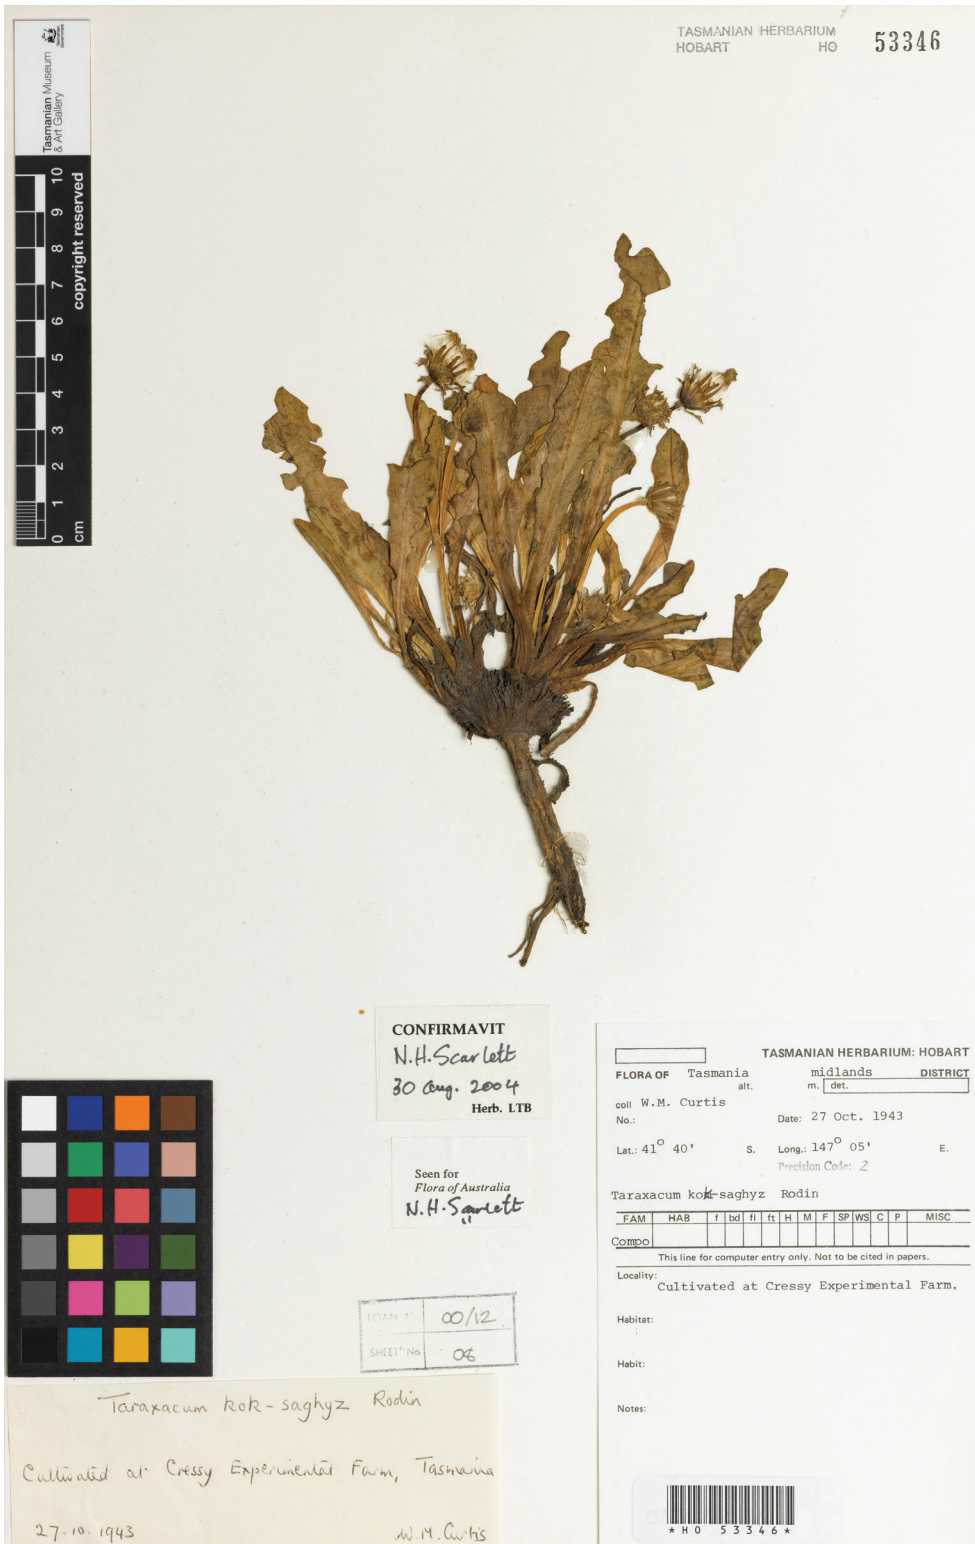 TASMANIAN HERBARIUM
HOBART HO 53346
Tasmanian Museum
& Art Gallery
copyright reserved
cm
0 1 2 3 4 5 6 7 8 9 10
CONFIRMAVIT
N.H. Scarlett
30 Aug. 2004
Herb. LTB
Seen for
Flora of Australia
N.H. Scarlett
LOAN No 00/12
SHEET No 08
Taraxacum kok-saghyz Rodin
Cultivated at Cressy Experimental Farm, Tasmania
27.10.1943 W.M. Curtis
TASMANIAN HERBARIUM: HOBART
FLORA OF Tasmania midlands DISTRICT
alt. m. det.
coll W.M. Curtis
No.: Date: 27 Oct. 1943
Lat.: 41° 40' S. Long.: 147° 05' E.
Precision Code: 2
Taraxacum kok-saghyz Rodin
FAM HAB f bd fl ft H M F SP WS C P MISC
Compo
This line for computer entry only. Not to be cited in papers.
Locality:
Cultivated at Cressy Experimental Farm.
Habitat:
Habit:
Notes:
*HO 53346*